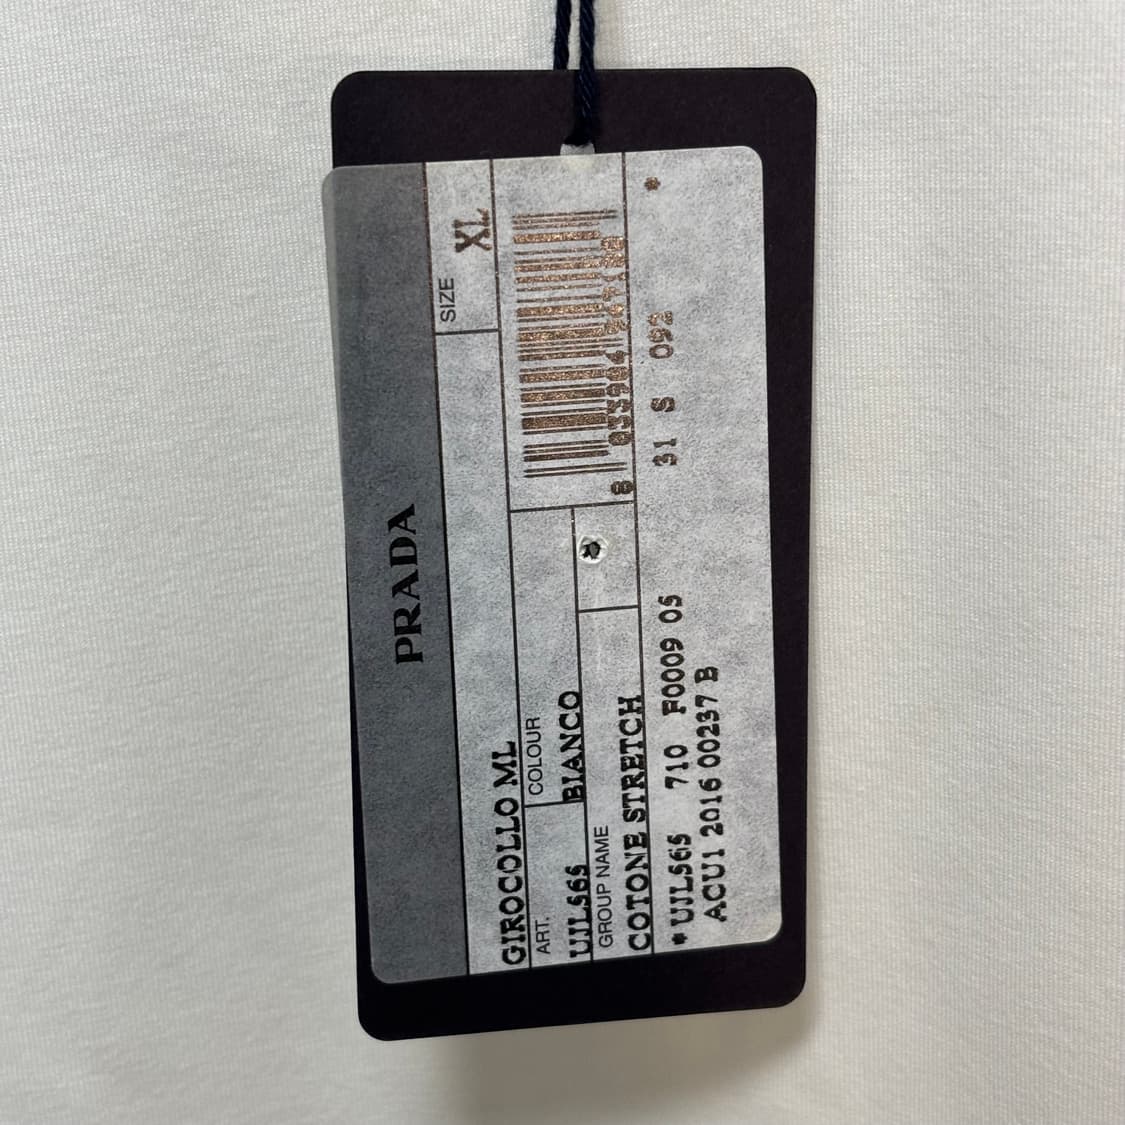 PRADA
SIZE
XL
GIROCOLLO ML
ART.
COLOUR
UJL565
BIANCO
GROUP NAME
COTONE STRETCH
8
*UJL565 710 F0009 05 31 S 092 *
ACU1 2016 00237 B